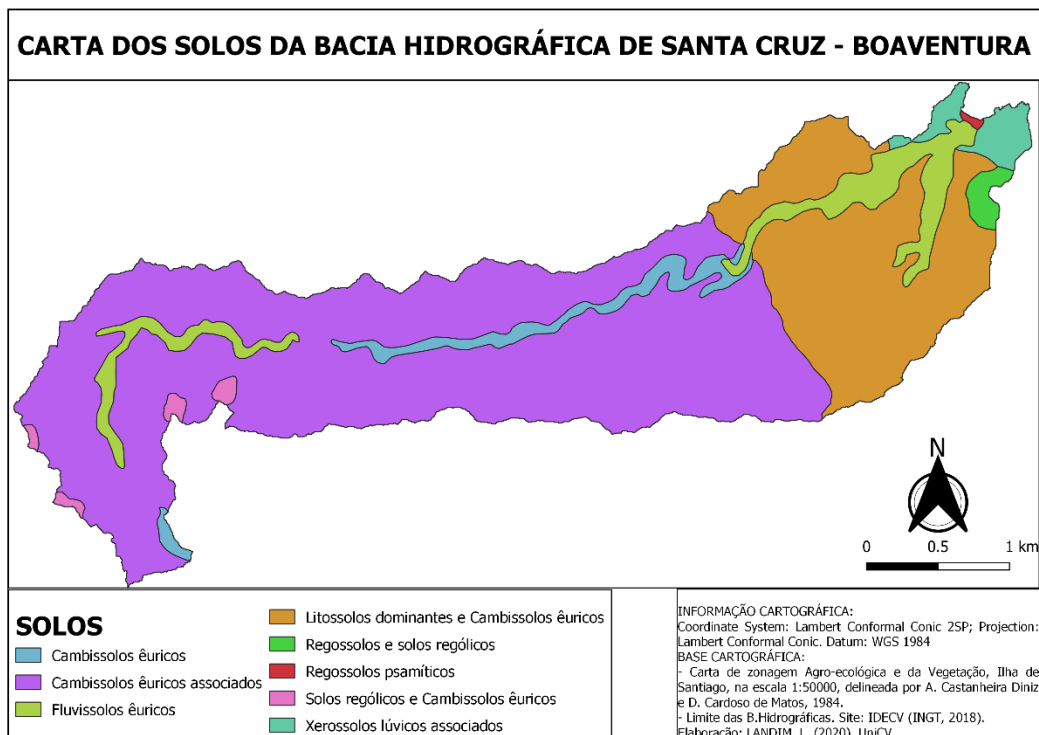 CARTA DOS SOLOS DA BACIA HIDROGRÁFICA DE SANTA CRUZ - BOAVENTURA
N
0 0.5 1 km
SOLOS
Cambissolos êuricos
Cambissolos êuricos associados
Fluvissolos êuricos
Litossolos dominantes e Cambissolos êuricos
Regossolos e solos rególicos
Regossolos psamíticos
Solos rególicos e Cambissolos êuricos
Xerossolos lúvicos associados
INFORMAÇÃO CARTOGRÁFICA:
Coordinate System: Lambert Conformal Conic 2SP; Projection:
Lambert Conformal Conic. Datum: WGS 1984
BASE CARTOGRÁFICA:
- Carta de zonagem Agro-ecológica e da Vegetação, Ilha de
Santiago, na escala 1:50000, delineada por A. Castanheira Diniz
e D. Cardoso de Matos, 1984.
- Limite das B.Hidrográficas. Site: IDECV (INGT, 2018).
Elaboração: LANDIM, L. (2020). UniCV